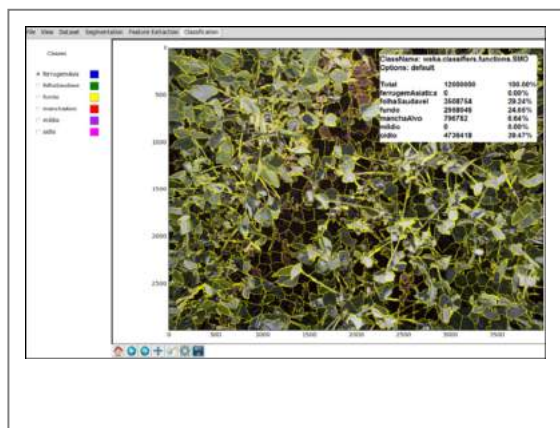 File View Dataset Segmentation Feature Extraction Classification
Classes
ferrugemAsiatica
folhaSaudavel
fundo
manchaAlvo
mildio
oidio
ClassName: weka.classifiers.functions.SMO
Options: default
Total 12000000 100.00%
ferrugemAsiatica 0 0.00%
folhaSaudavel 3508754 29.24%
fundo 24.66%
manchaAlvo 796782 6.64%
mildio 0 0.00%
oidio 4736418 39.47%
0
500
1000
1500
2000
2500
0 500 1000 1500 2000 2500 3000 3500